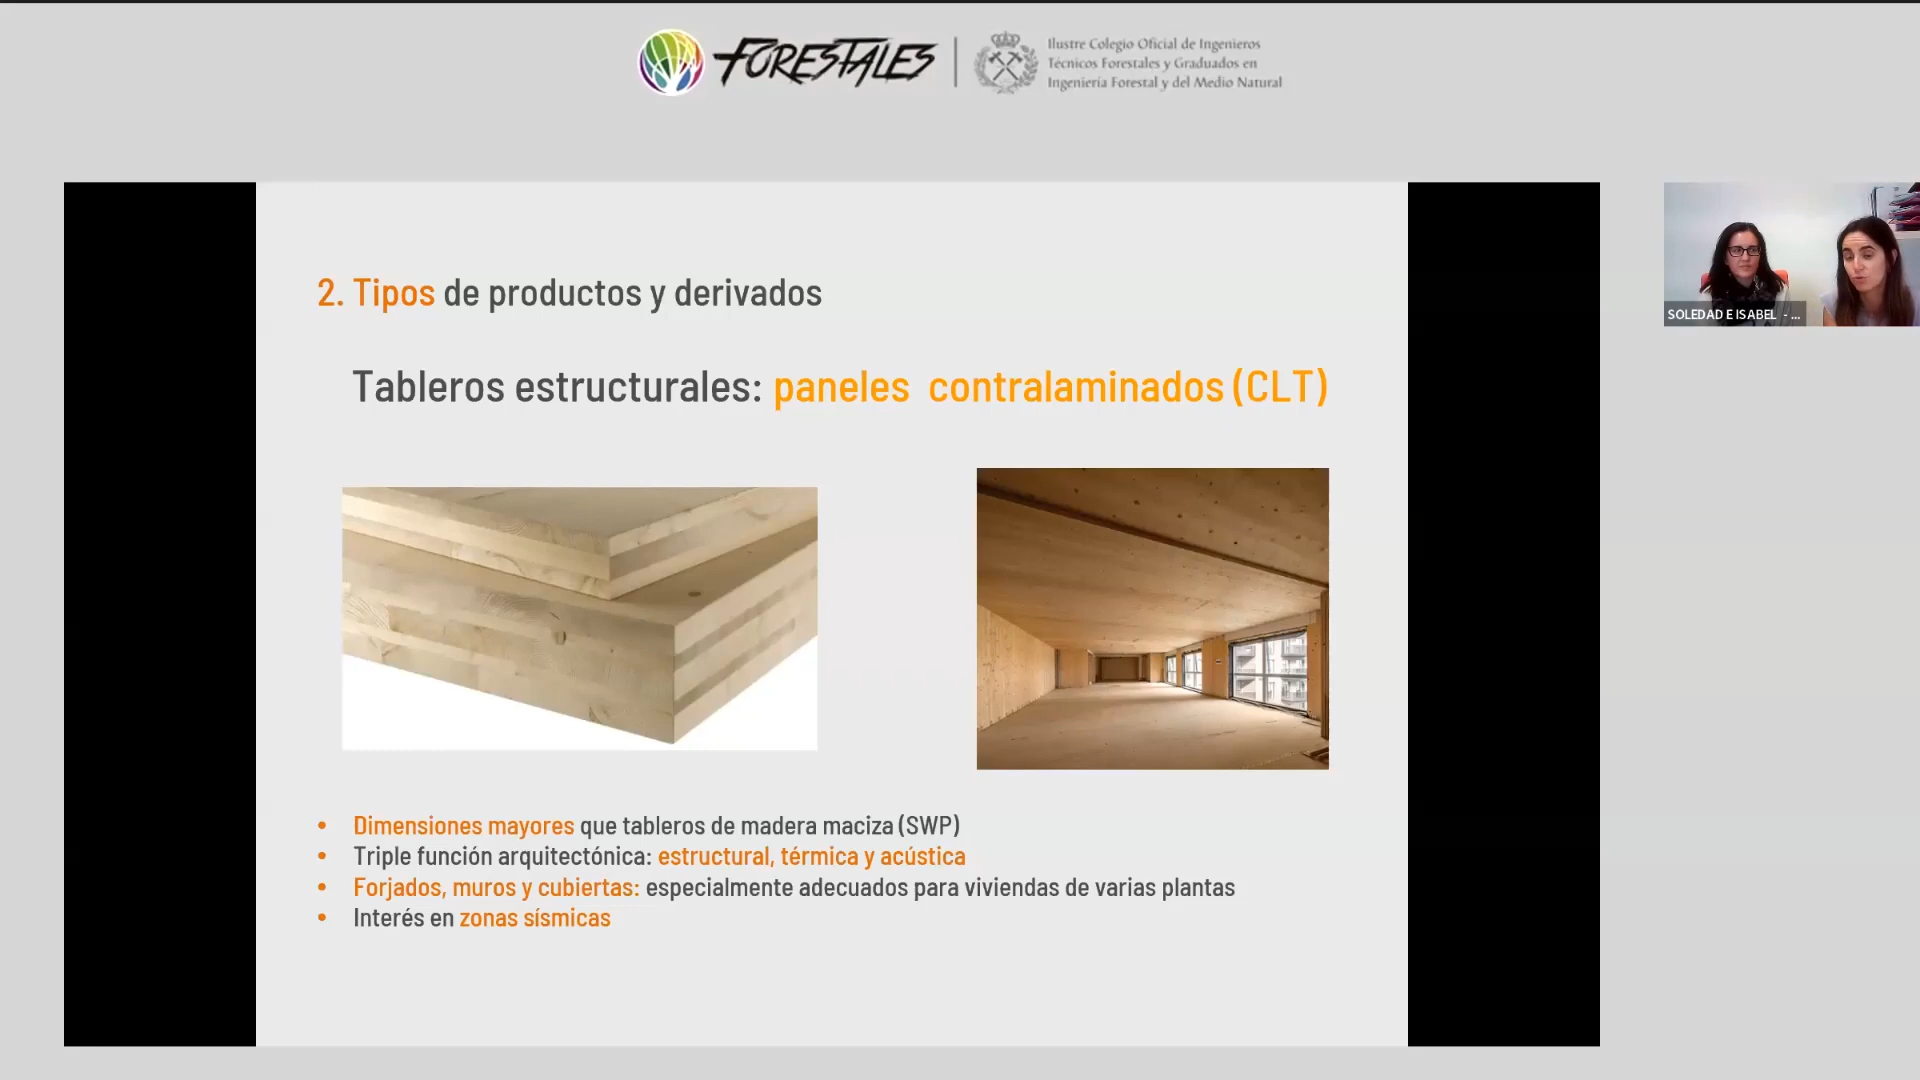 FORESTALES
Ilustre Colegio Oficial de Ingenieros
Técnicos Forestales y Graduados en
Ingeniería Forestal y del Medio Natural
SOLEDAD E ISABEL - ...
2. Tipos de productos y derivados
Tableros estructurales: paneles contralaminados (CLT)
• Dimensiones mayores que tableros de madera maciza (SWP)
• Triple función arquitectónica: estructural, térmica y acústica
• Forjados, muros y cubiertas: especialmente adecuados para viviendas de varias plantas
• Interés en zonas sísmicas